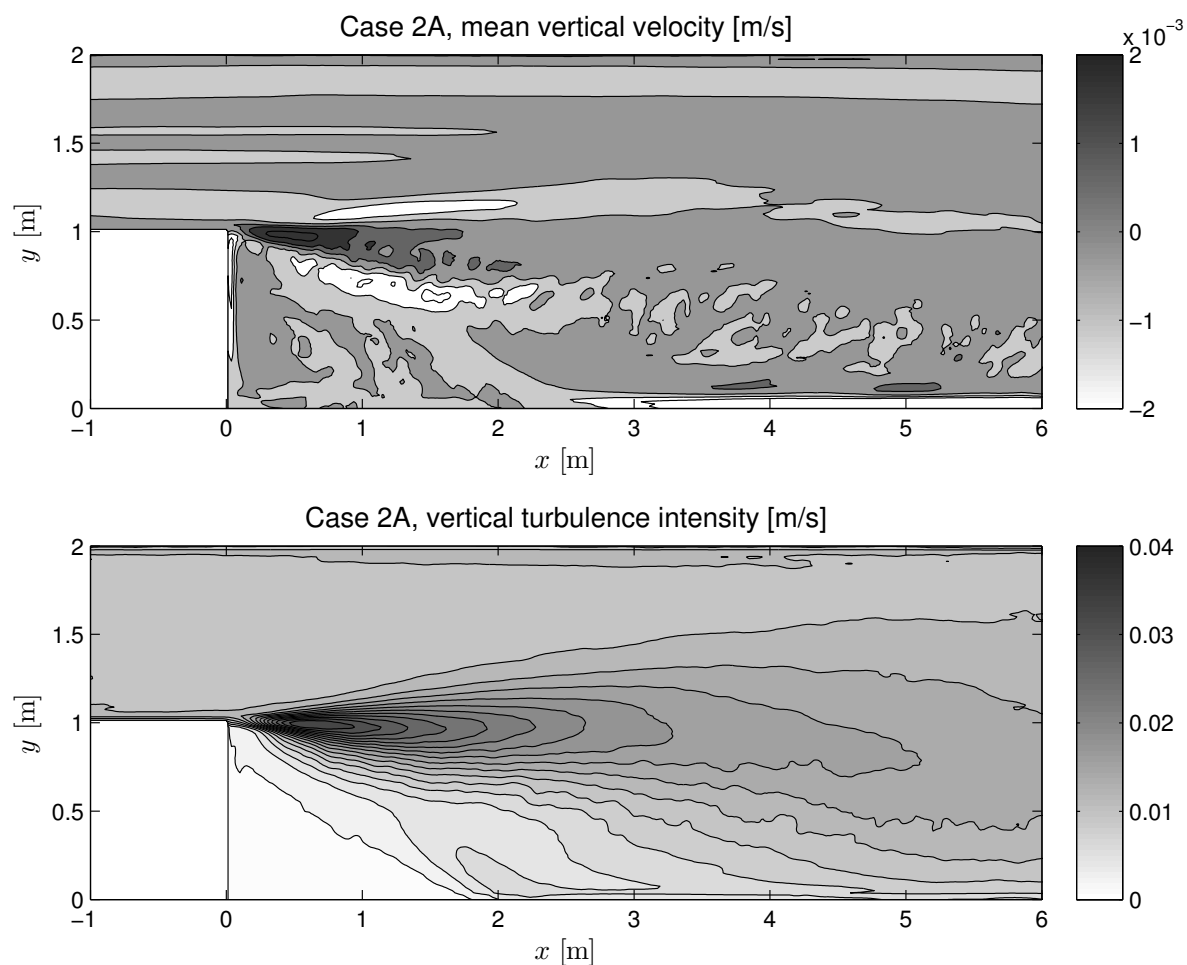 Case 2A, mean vertical velocity [m/s]
x 10⁻³
2
1.5
1
0.5
0
y [m]
−1 0 1 2 3 4 5 6
x [m]
2
1
0
−1
−2
Case 2A, vertical turbulence intensity [m/s]
2
1.5
1
0.5
0
y [m]
−1 0 1 2 3 4 5 6
x [m]
0.04
0.03
0.02
0.01
0